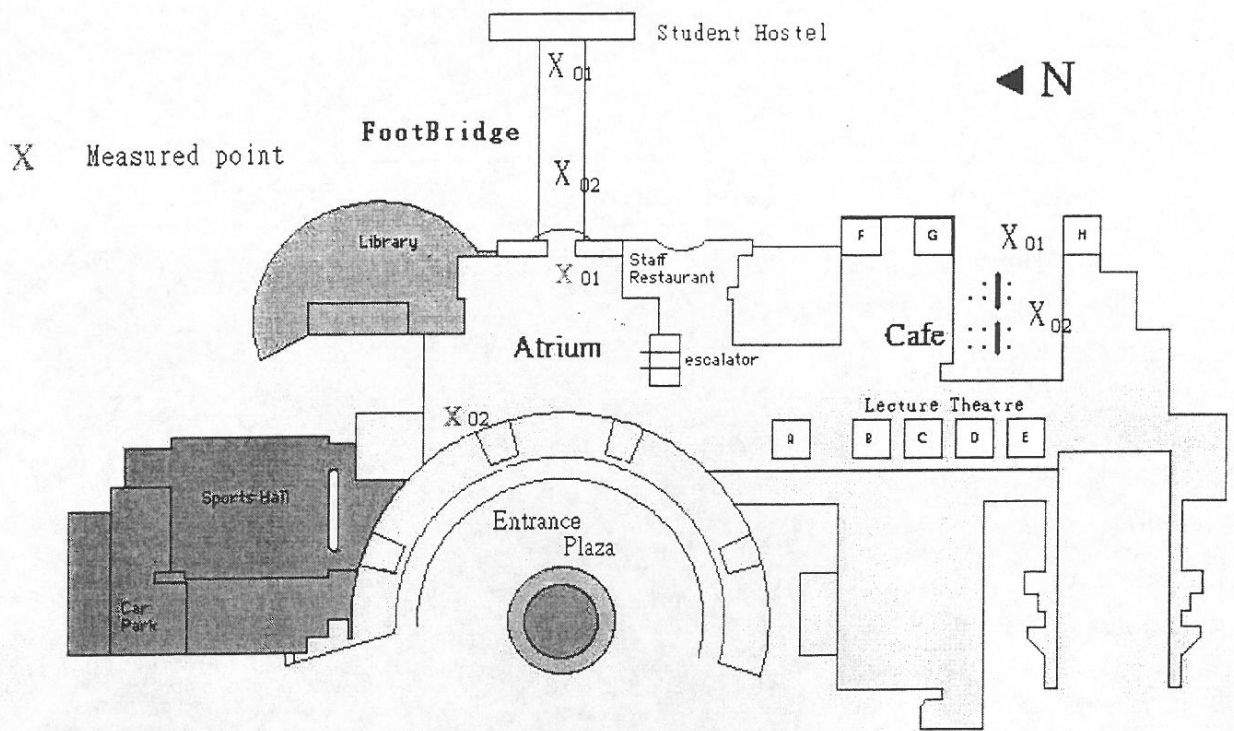 Student Hostel
X 01
N
FootBridge
X Measured point
X 02
Library
F
G
X 01
H
X 01
Staff
Restaurant
X 02
Atrium
Cafe
escalator
X 02
Lecture Theatre
A
B
C
D
E
Sports Hall
Entrance
Plaza
Car
Park